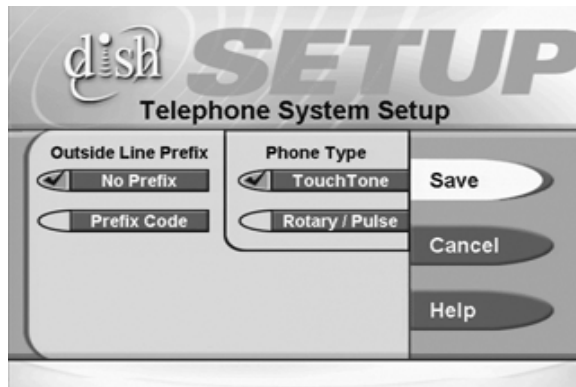 dish SETUP
Telephone System Setup
Outside Line Prefix
No Prefix
Prefix Code
Phone Type
TouchTone
Rotary / Pulse
Save
Cancel
Help